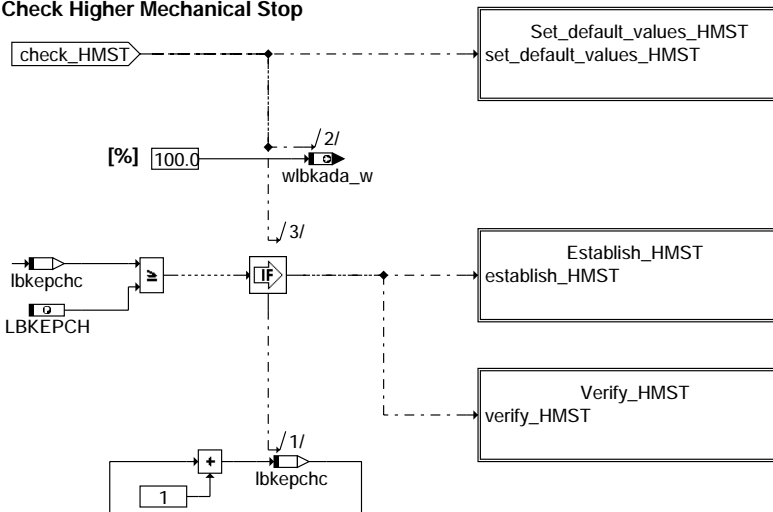 Check Higher Mechanical Stop
Set_default_values_HMST
check_HMST
set_default_values_HMST
/2/
[%] 100.0
wlbkada_w
/3/
Establish_HMST
establish_HMST
lbkepchc
IF
LBKEPCH
Verify_HMST
verify_HMST
/1/
+
lbkepchc
1